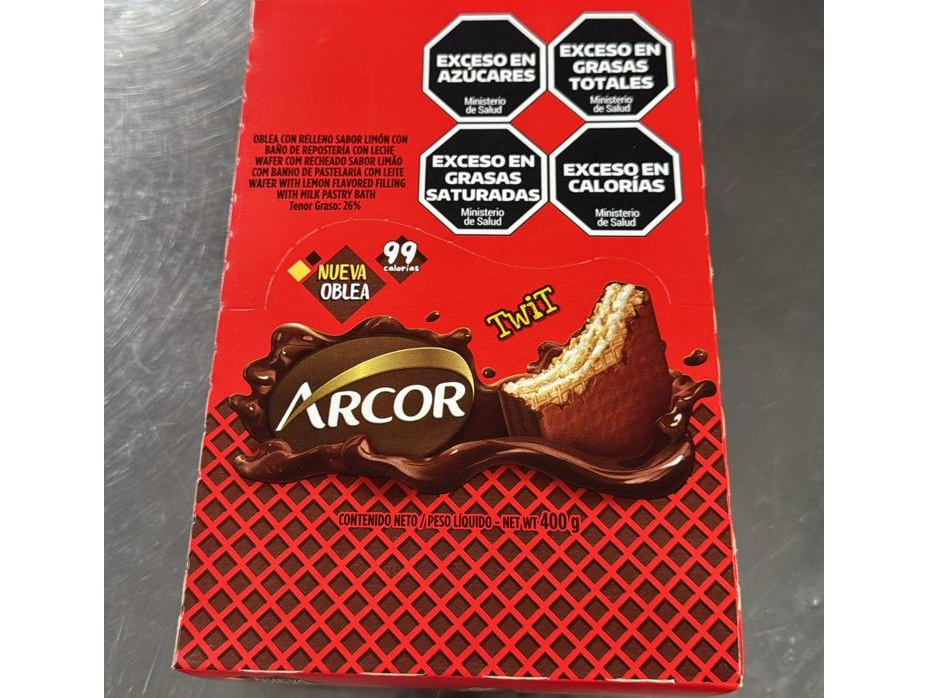 EXCESO EN
AZÚCARES
Ministerio
de Salud
EXCESO EN
GRASAS
TOTALES
Ministerio
de Salud
EXCESO EN
GRASAS
SATURADAS
Ministerio
de Salud
EXCESO EN
CALORÍAS
Ministerio
de Salud
OBLEA CON RELLENO SABOR LIMÓN CON
BAÑO DE REPOSTERÍA CON LECHE
WAFER COM RECHEADO SABOR LIMÃO
COM BANHO DE PASTELARIA COM LEITE
WAFER WITH LEMON FLAVORED FILLING
WITH MILK PASTRY BATH
Tenor Graso: 26%
99
calorías
NUEVA
OBLEA
TWiT
ARCOR
CONTENIDO NETO / PESO LÍQUIDO - NET WT 400 g